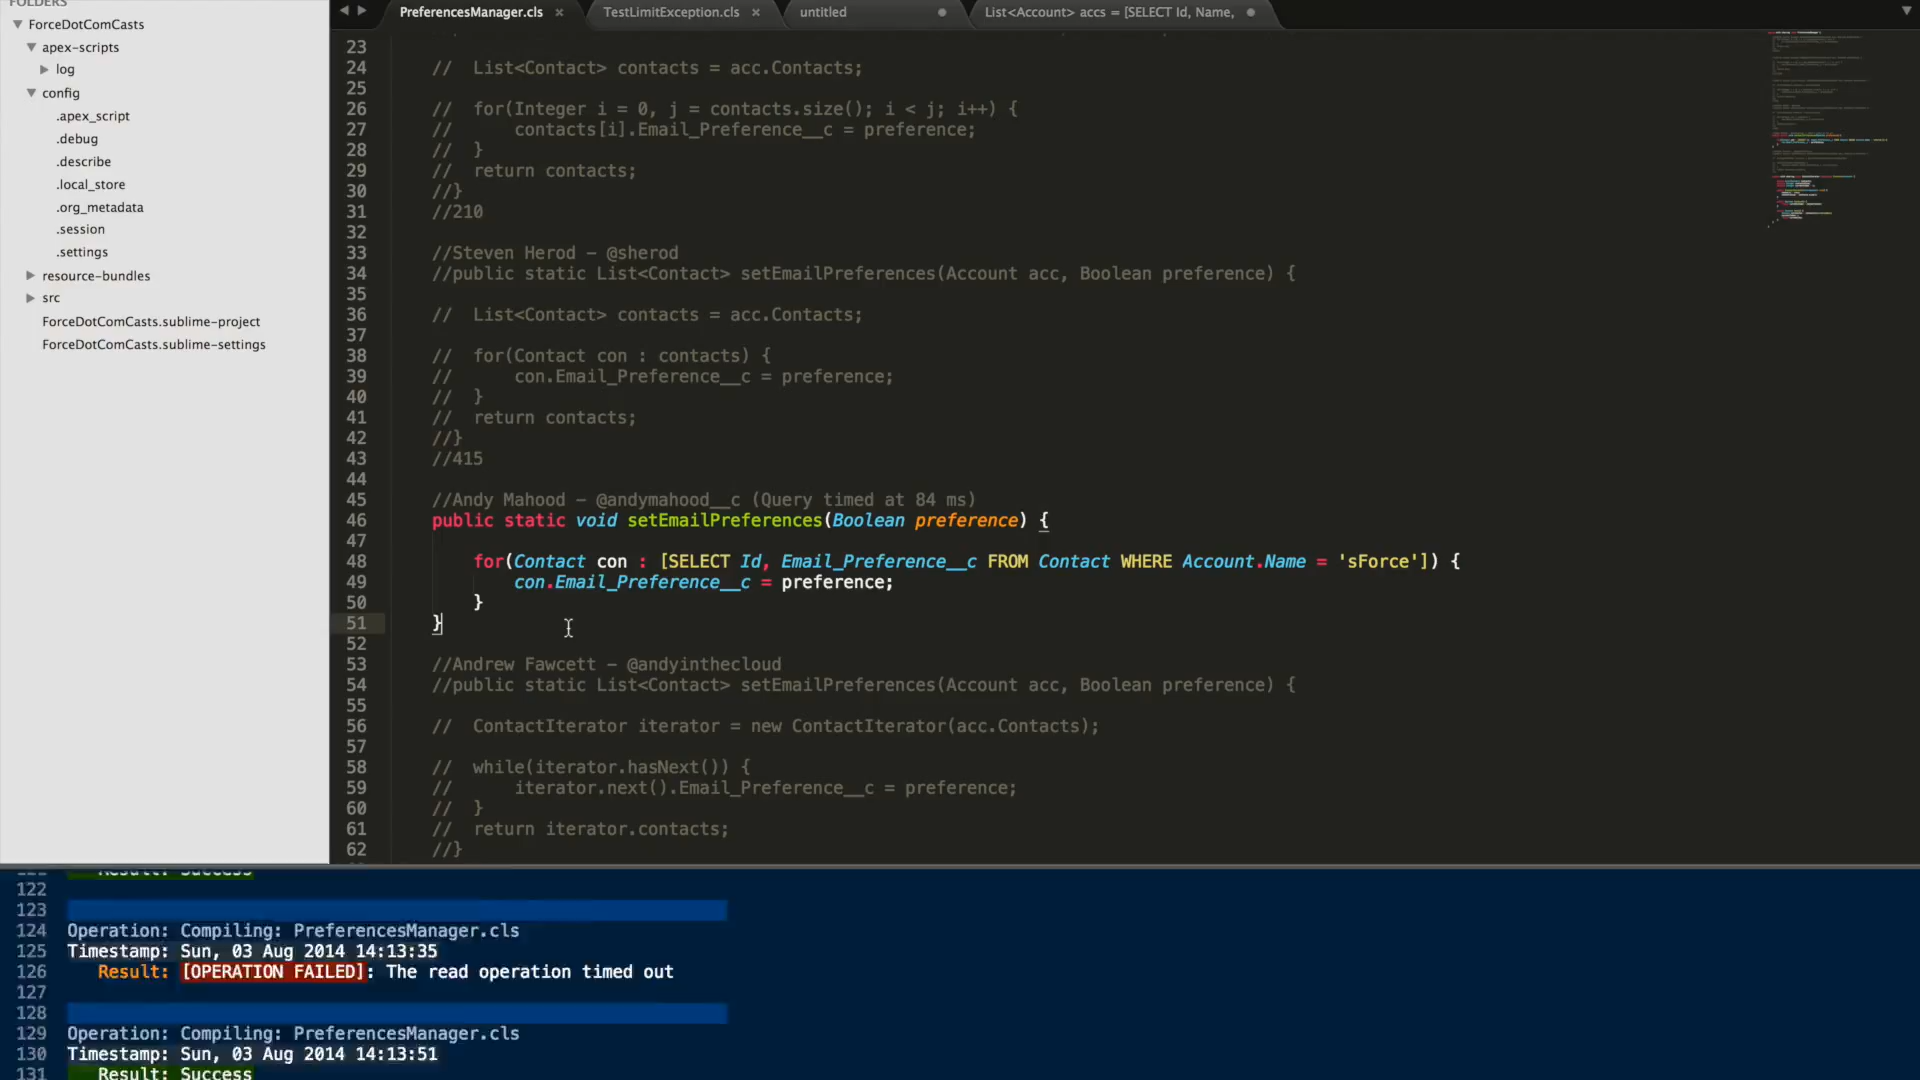 FOLDERS
ForceDotComCasts
apex-scripts
log
config
.apex_script
.debug
.describe
.local_store
.org_metadata
.session
.settings
resource-bundles
src
ForceDotComCasts.sublime-project
ForceDotComCasts.sublime-settings
PreferencesManager.cls × TestLimitException.cls × untitled List<Account> accs = [SELECT Id, Name,
23
24 // List<Contact> contacts = acc.Contacts;
25
26 // for(Integer i = 0, j = contacts.size(); i < j; i++) {
27 // contacts[i].Email_Preference__c = preference;
28 // }
29 // return contacts;
30 //}
31 //210
32
33 //Steven Herod – @sherod
34 //public static List<Contact> setEmailPreferences(Account acc, Boolean preference) {
35
36 // List<Contact> contacts = acc.Contacts;
37
38 // for(Contact con : contacts) {
39 // con.Email_Preference__c = preference;
40 // }
41 // return contacts;
42 //}
43 //415
44
45 //Andy Mahood – @andymahood__c (Query timed at 84 ms)
46 public static void setEmailPreferences(Boolean preference) {
47
48 for(Contact con : [SELECT Id, Email_Preference__c FROM Contact WHERE Account.Name = 'sForce']) {
49 con.Email_Preference__c = preference;
50 }
51 }
52
53 //Andrew Fawcett – @andyinthecloud
54 //public static List<Contact> setEmailPreferences(Account acc, Boolean preference) {
55
56 // ContactIterator iterator = new ContactIterator(acc.Contacts);
57
58 // while(iterator.hasNext()) {
59 // iterator.next().Email_Preference__c = preference;
60 // }
61 // return iterator.contacts;
62 //}
121 Result: Success
122
123
124 Operation: Compiling: PreferencesManager.cls
125 Timestamp: Sun, 03 Aug 2014 14:13:35
126 Result: [OPERATION FAILED]: The read operation timed out
127
128
129 Operation: Compiling: PreferencesManager.cls
130 Timestamp: Sun, 03 Aug 2014 14:13:51
131 Result: Success